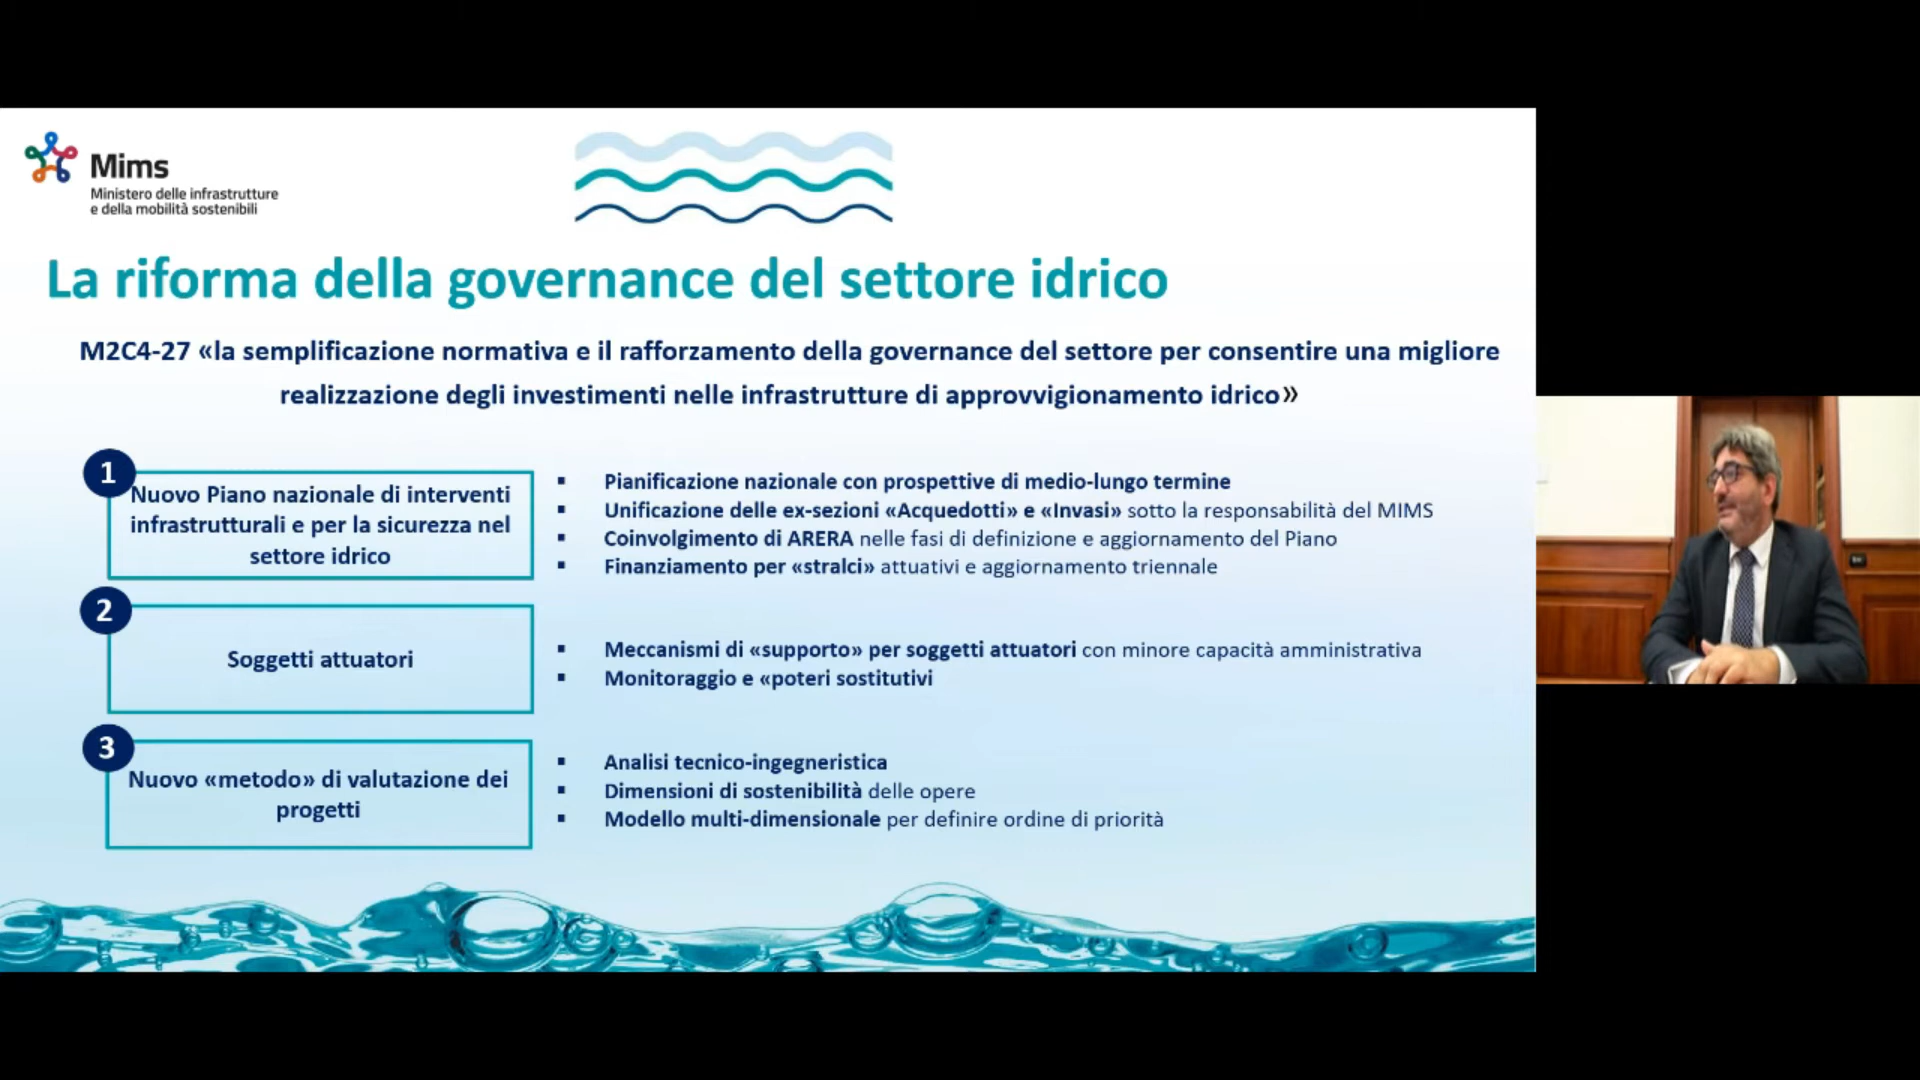 Mims
Ministero delle infrastrutture
e della mobilità sostenibili
La riforma della governance del settore idrico
M2C4-27 «la semplificazione normativa e il rafforzamento della governance del settore per consentire una migliore
realizzazione degli investimenti nelle infrastrutture di approvvigionamento idrico»
1
Nuovo Piano nazionale di interventi
infrastrutturali e per la sicurezza nel
settore idrico
▪ Pianificazione nazionale con prospettive di medio-lungo termine
▪ Unificazione delle ex-sezioni «Acquedotti» e «Invasi» sotto la responsabilità del MIMS
▪ Coinvolgimento di ARERA nelle fasi di definizione e aggiornamento del Piano
▪ Finanziamento per «stralci» attuativi e aggiornamento triennale
2
Soggetti attuatori
▪ Meccanismi di «supporto» per soggetti attuatori con minore capacità amministrativa
▪ Monitoraggio e «poteri sostitutivi
3
Nuovo «metodo» di valutazione dei
progetti
▪ Analisi tecnico-ingegneristica
▪ Dimensioni di sostenibilità delle opere
▪ Modello multi-dimensionale per definire ordine di priorità